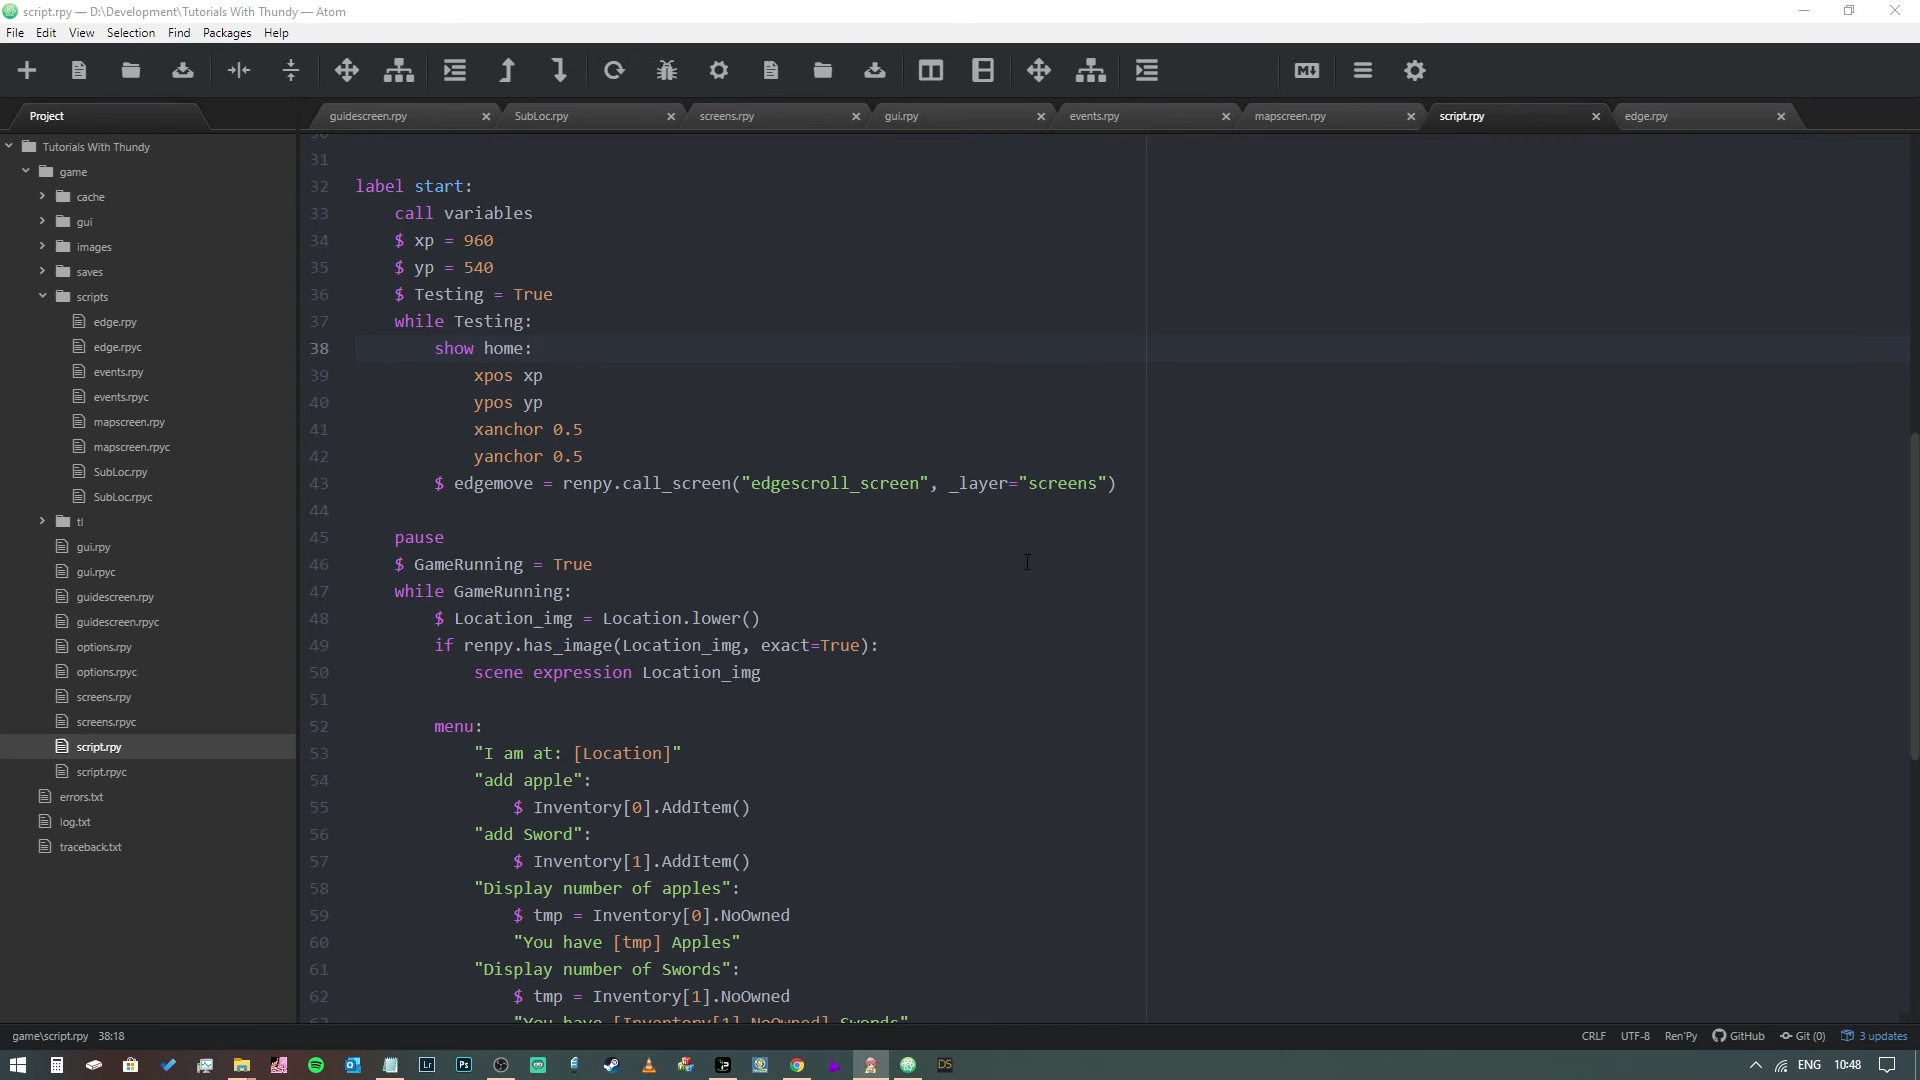 script.rpy — D:\Development\Tutorials With Thundy — Atom
File Edit View Selection Find Packages Help
Project
guidescreen.rpy SubLoc.rpy screens.rpy gui.rpy events.rpy mapscreen.rpy script.rpy edge.rpy
Tutorials With Thundy
game
cache
gui
images
saves
scripts
edge.rpy
edge.rpyc
events.rpy
events.rpyc
mapscreen.rpy
mapscreen.rpyc
SubLoc.rpy
SubLoc.rpyc
tl
gui.rpy
gui.rpyc
guidescreen.rpy
guidescreen.rpyc
options.rpy
options.rpyc
screens.rpy
screens.rpyc
script.rpy
script.rpyc
errors.txt
log.txt
traceback.txt
30
31
32 label start:
33 call variables
34 $ xp = 960
35 $ yp = 540
36 $ Testing = True
37 while Testing:
38 show home:
39 xpos xp
40 ypos yp
41 xanchor 0.5
42 yanchor 0.5
43 $ edgemove = renpy.call_screen("edgescroll_screen", _layer="screens")
44
45 pause
46 $ GameRunning = True
47 while GameRunning:
48 $ Location_img = Location.lower()
49 if renpy.has_image(Location_img, exact=True):
50 scene expression Location_img
51
52 menu:
53 "I am at: [Location]"
54 "add apple":
55 $ Inventory[0].AddItem()
56 "add Sword":
57 $ Inventory[1].AddItem()
58 "Display number of apples":
59 $ tmp = Inventory[0].NoOwned
60 "You have [tmp] Apples"
61 "Display number of Swords":
62 $ tmp = Inventory[1].NoOwned
63 "You have [Inventory[1].NoOwned] Swords"
game\script.rpy 38:18
CRLF UTF-8 Ren'Py GitHub Git (0) 3 updates
Lr Ps DS ENG 10:48